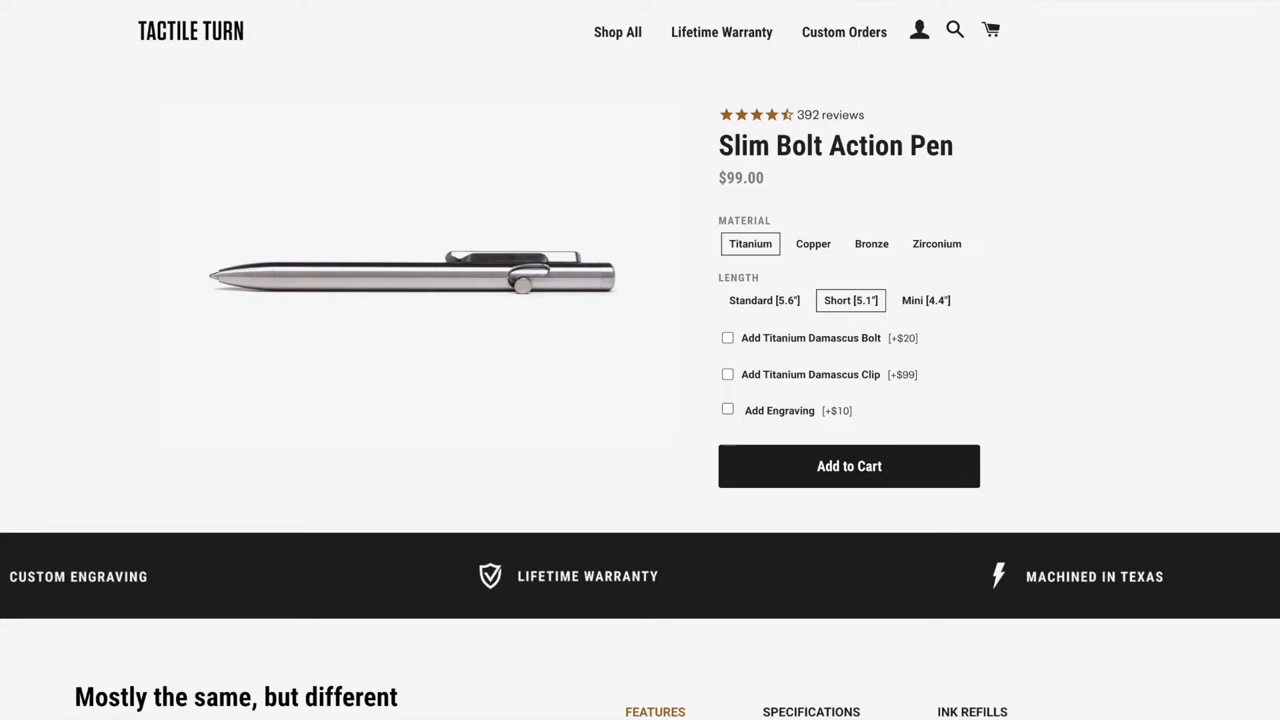 TACTILE TURN
Shop All Lifetime Warranty Custom Orders
392 reviews
Slim Bolt Action Pen
$99.00
MATERIAL
Titanium Copper Bronze Zirconium
LENGTH
Standard [5.6"] Short [5.1"] Mini [4.4"]
Add Titanium Damascus Bolt [+$20]
Add Titanium Damascus Clip [+$99]
Add Engraving [+$10]
Add to Cart
CUSTOM ENGRAVING LIFETIME WARRANTY MACHINED IN TEXAS
Mostly the same, but different
FEATURES SPECIFICATIONS INK REFILLS